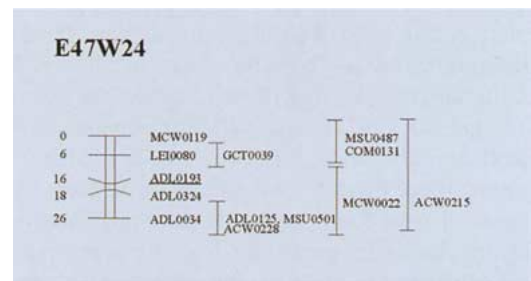 E47W24
0 MCW0119
6 LEI0080
16 ADL0193
18 ADL0324
26 ADL0034
GCT0039
ADL0125, MSU0501
ACW0228
MSU0487
COM0131
MCW0022
ACW0215